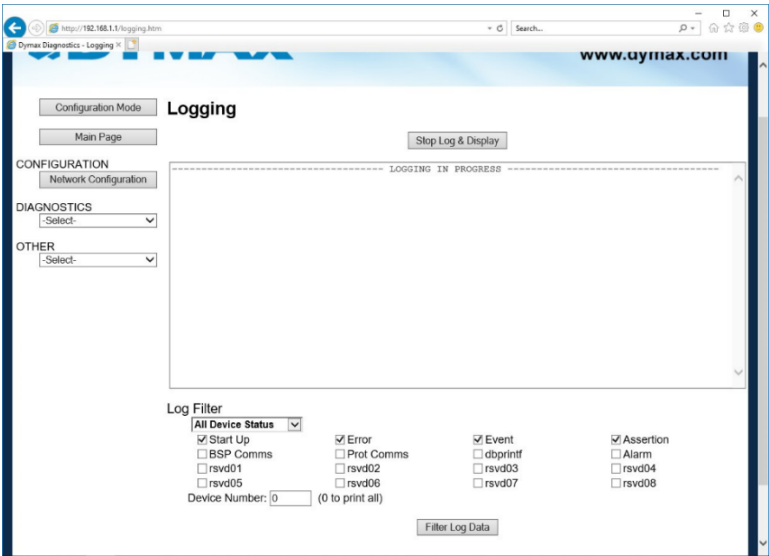 http://192.168.1.1/logging.htm
Search...
Dymax Diagnostics - Logging
DYMAX
www.dymax.com
Configuration Mode
Logging
Main Page
Stop Log & Display
CONFIGURATION
Network Configuration
---------------------------------- LOGGING IN PROGRESS ----------------------------------
DIAGNOSTICS
-Select-
OTHER
-Select-
Log Filter
All Device Status
Start Up Error Event Assertion
BSP Comms Prot Comms dbprintf Alarm
rsvd01 rsvd02 rsvd03 rsvd04
rsvd05 rsvd06 rsvd07 rsvd08
Device Number: 0 (0 to print all)
Filter Log Data